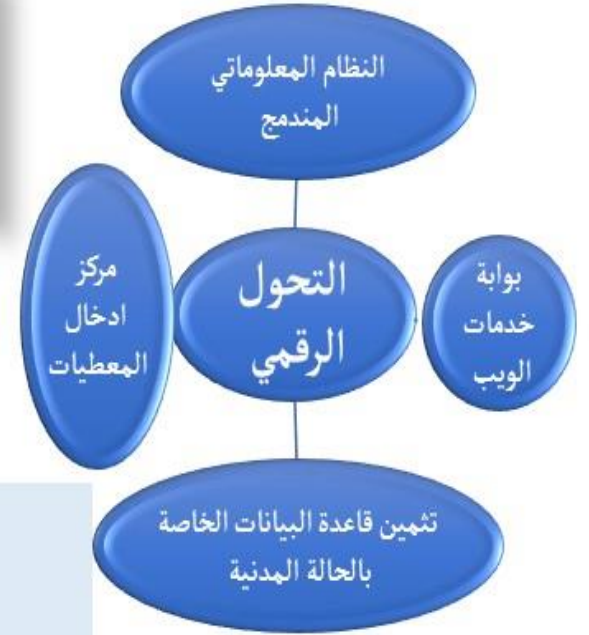 النظام المعلوماتي
المندمج
بوابة
خدمات
الويب
التحول
الرقمي
مركز
ادخال
المعطيات
تثمين قاعدة البيانات الخاصة
بالحالة المدنية